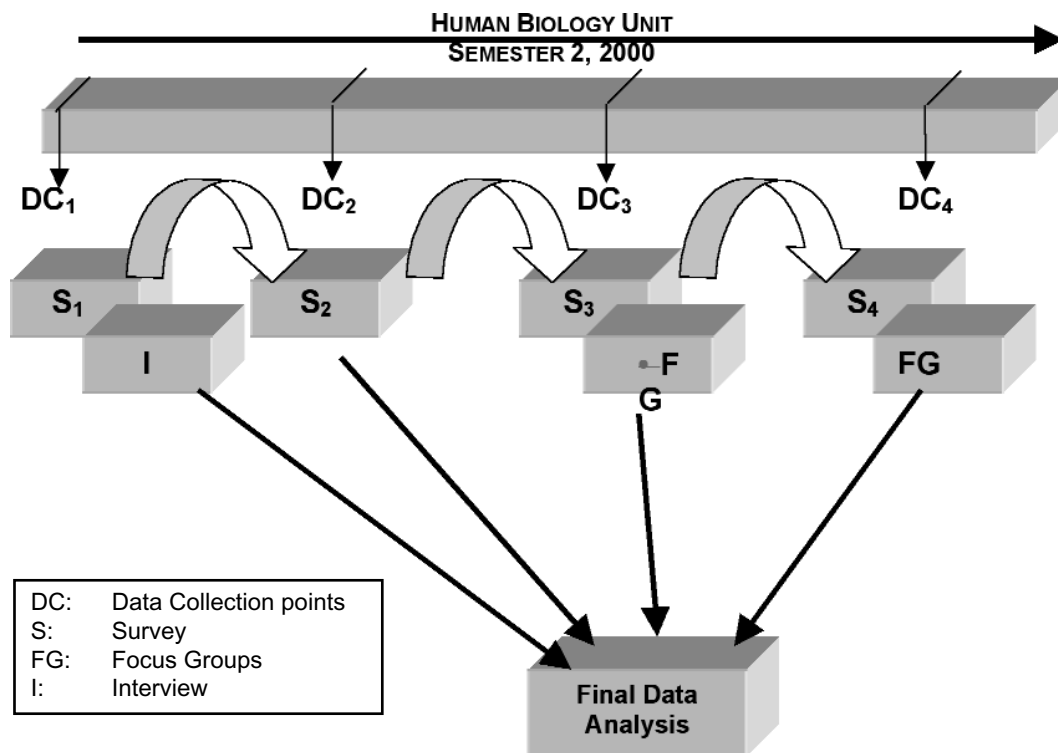 HUMAN BIOLOGY UNIT
SEMESTER 2, 2000
DC₁ DC₂ DC₃ DC₄
S₁ S₂ S₃ S₄
I F FG
G
DC: Data Collection points
S: Survey
FG: Focus Groups
I: Interview
Final Data
Analysis